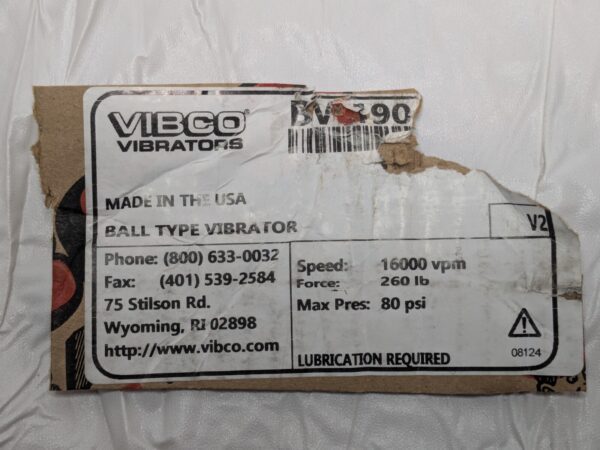 VIBCO®
VIBRATORS
MADE IN THE USA
BALL TYPE VIBRATOR
V2
Phone: (800) 633-0032
Fax: (401) 539-2584
75 Stilson Rd.
Wyoming, RI 02898
http://www.vibco.com
Speed: 16000 vpm
Force: 260 lb
Max Pres: 80 psi
LUBRICATION REQUIRED
08124